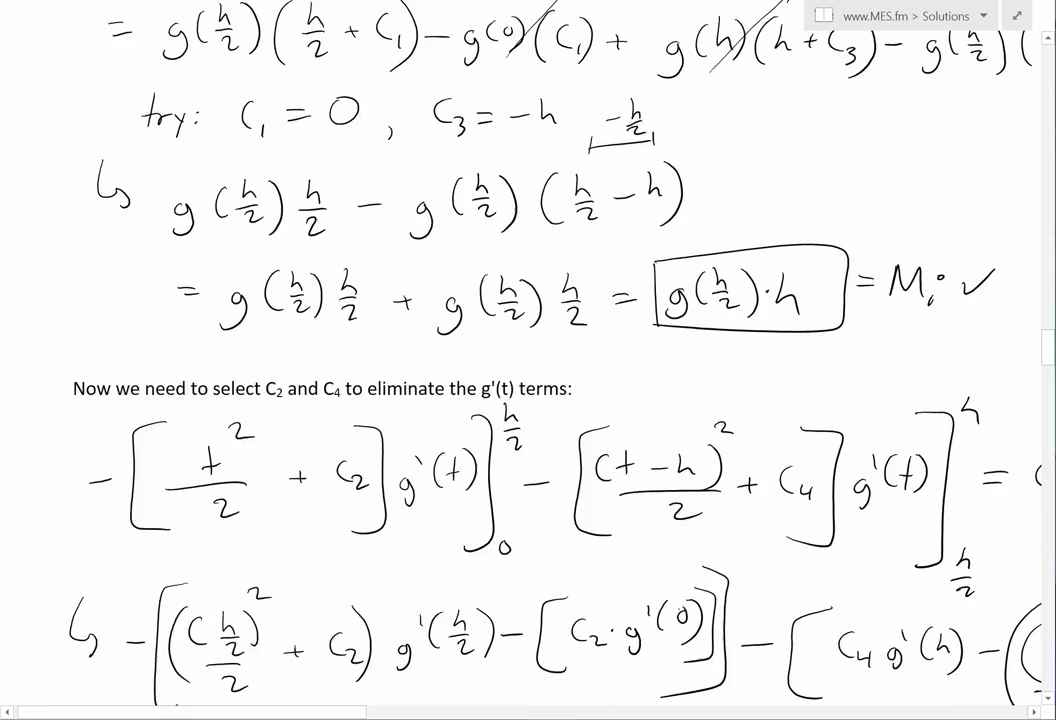 www.MES.fm > Solutions
= g(h/2)(h/2 + C₁) - g(0)(C₁) + g(h)(h + C₃) - g(h/2)(
try: C₁ = 0, C₃ = -h  -h/2
↳ g(h/2) h/2 - g(h/2)(h/2 - h)
= g(h/2) h/2 + g(h/2) h/2 = g(h/2)·h = Mᵢ ✓
Now we need to select C₂ and C₄ to eliminate the g'(t) terms:
- [t²/2 + C₂] g'(t)]₀^(h/2) - [(t-h)²/2 + C₄] g'(t)]_(h/2)^h =
↳ -[((h/2)²/2 + C₂) g'(h/2) - [C₂·g'(0)]] - [C₄ g'(h) - (